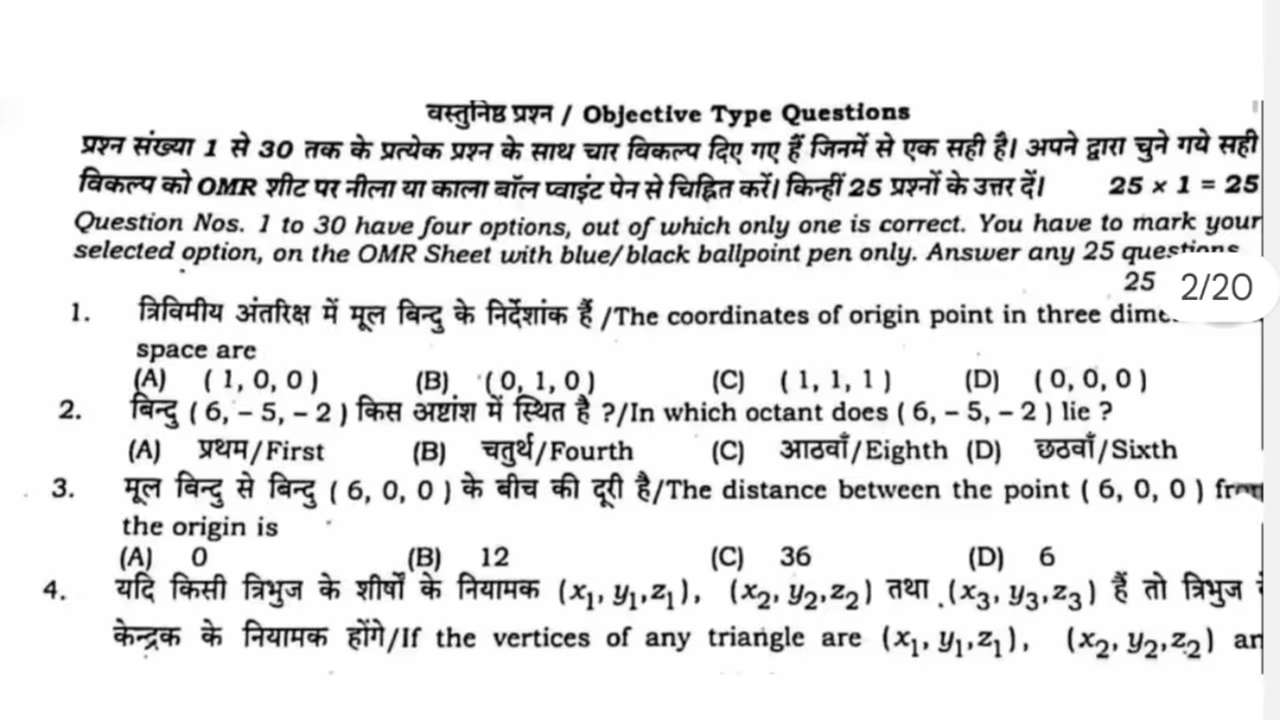 वस्तुनिष्ठ प्रश्न / Objective Type Questions
प्रश्न संख्या 1 से 30 तक के प्रत्येक प्रश्न के साथ चार विकल्प दिए गए हैं जिनमें से एक सही है। अपने द्वारा चुने गये सही
विकल्प को OMR शीट पर नीला या काला बॉल प्वाइंट पेन से चिह्नित करें। किन्हीं 25 प्रश्नों के उत्तर दें। 25 × 1 = 25
Question Nos. 1 to 30 have four options, out of which only one is correct. You have to mark your
selected option, on the OMR Sheet with blue/black ballpoint pen only. Answer any 25 questions
25
2/20
1. त्रिविमीय अंतरिक्ष में मूल बिन्दु के निर्देशांक हैं /The coordinates of origin point in three
space are
(A) ( 1, 0, 0 ) (B) ( 0, 1, 0 ) (C) ( 1, 1, 1 ) (D) ( 0, 0, 0 )
2. बिन्दु ( 6, – 5, – 2 ) किस अष्टांश में स्थित है ?/In which octant does ( 6, – 5, – 2 ) lie ?
(A) प्रथम/First (B) चतुर्थ/Fourth (C) आठवाँ/Eighth (D) छठवाँ/Sixth
3. मूल बिन्दु से बिन्दु ( 6, 0, 0 ) के बीच की दूरी है/The distance between the point ( 6, 0, 0 )
the origin is
(A) 0 (B) 12 (C) 36 (D) 6
4. यदि किसी त्रिभुज के शीर्षों के नियामक (x₁, y₁,z₁), (x₂, y₂,z₂) तथा (x₃, y₃,z₃) हैं तो त्रिभुज
केन्द्रक के नियामक होंगे/If the vertices of any triangle are (x₁, y₁,z₁), (x₂, y₂,z₂)